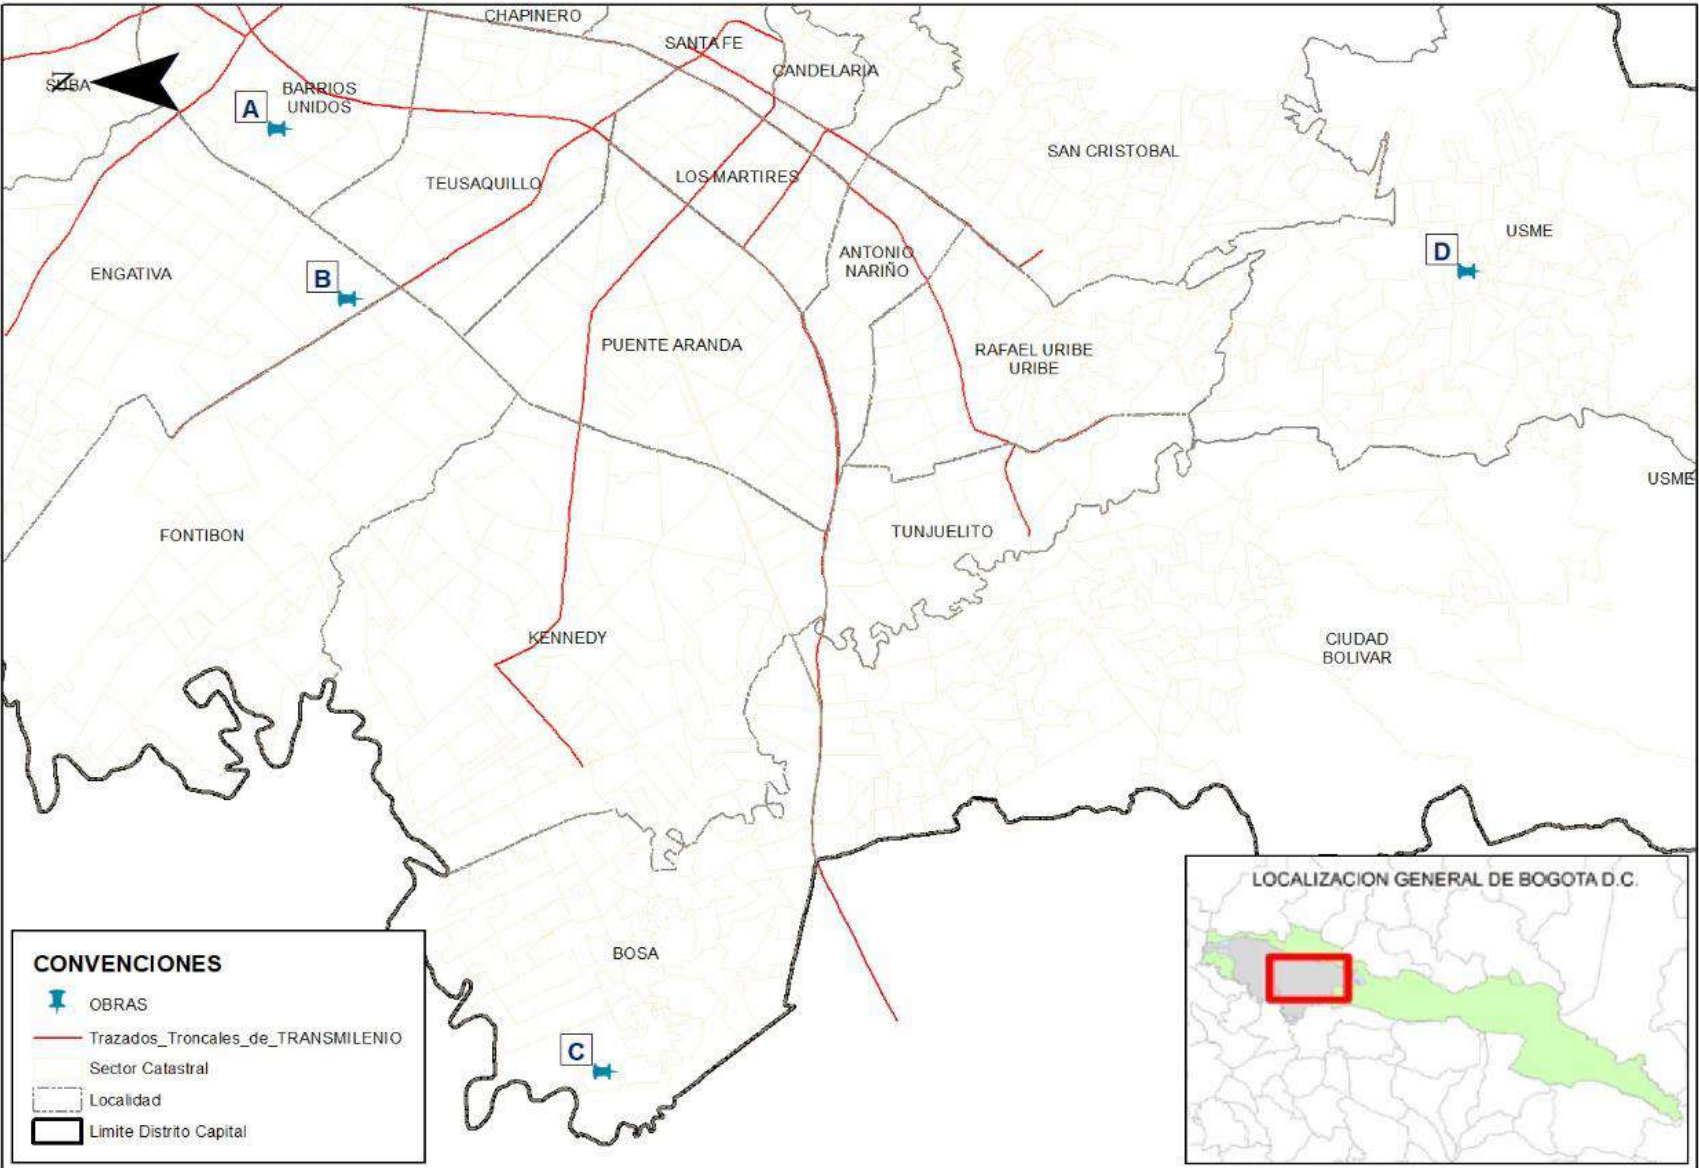 CHAPINERO
SANTA FE
CANDELARIA
SUBA
N
BARRIOS
UNIDOS
A
SAN CRISTOBAL
TEUSAQUILLO
LOS MARTIRES
USME
D
ANTONIO
NARIÑO
ENGATIVA
B
PUENTE ARANDA
RAFAEL URIBE
URIBE
USME
FONTIBON
TUNJUELITO
KENNEDY
CIUDAD
BOLIVAR
BOSA
C
CONVENCIONES
OBRAS
Trazados_Troncales_de_TRANSMILENIO
Sector Catastral
Localidad
Limite Distrito Capital
LOCALIZACION GENERAL DE BOGOTA D.C.